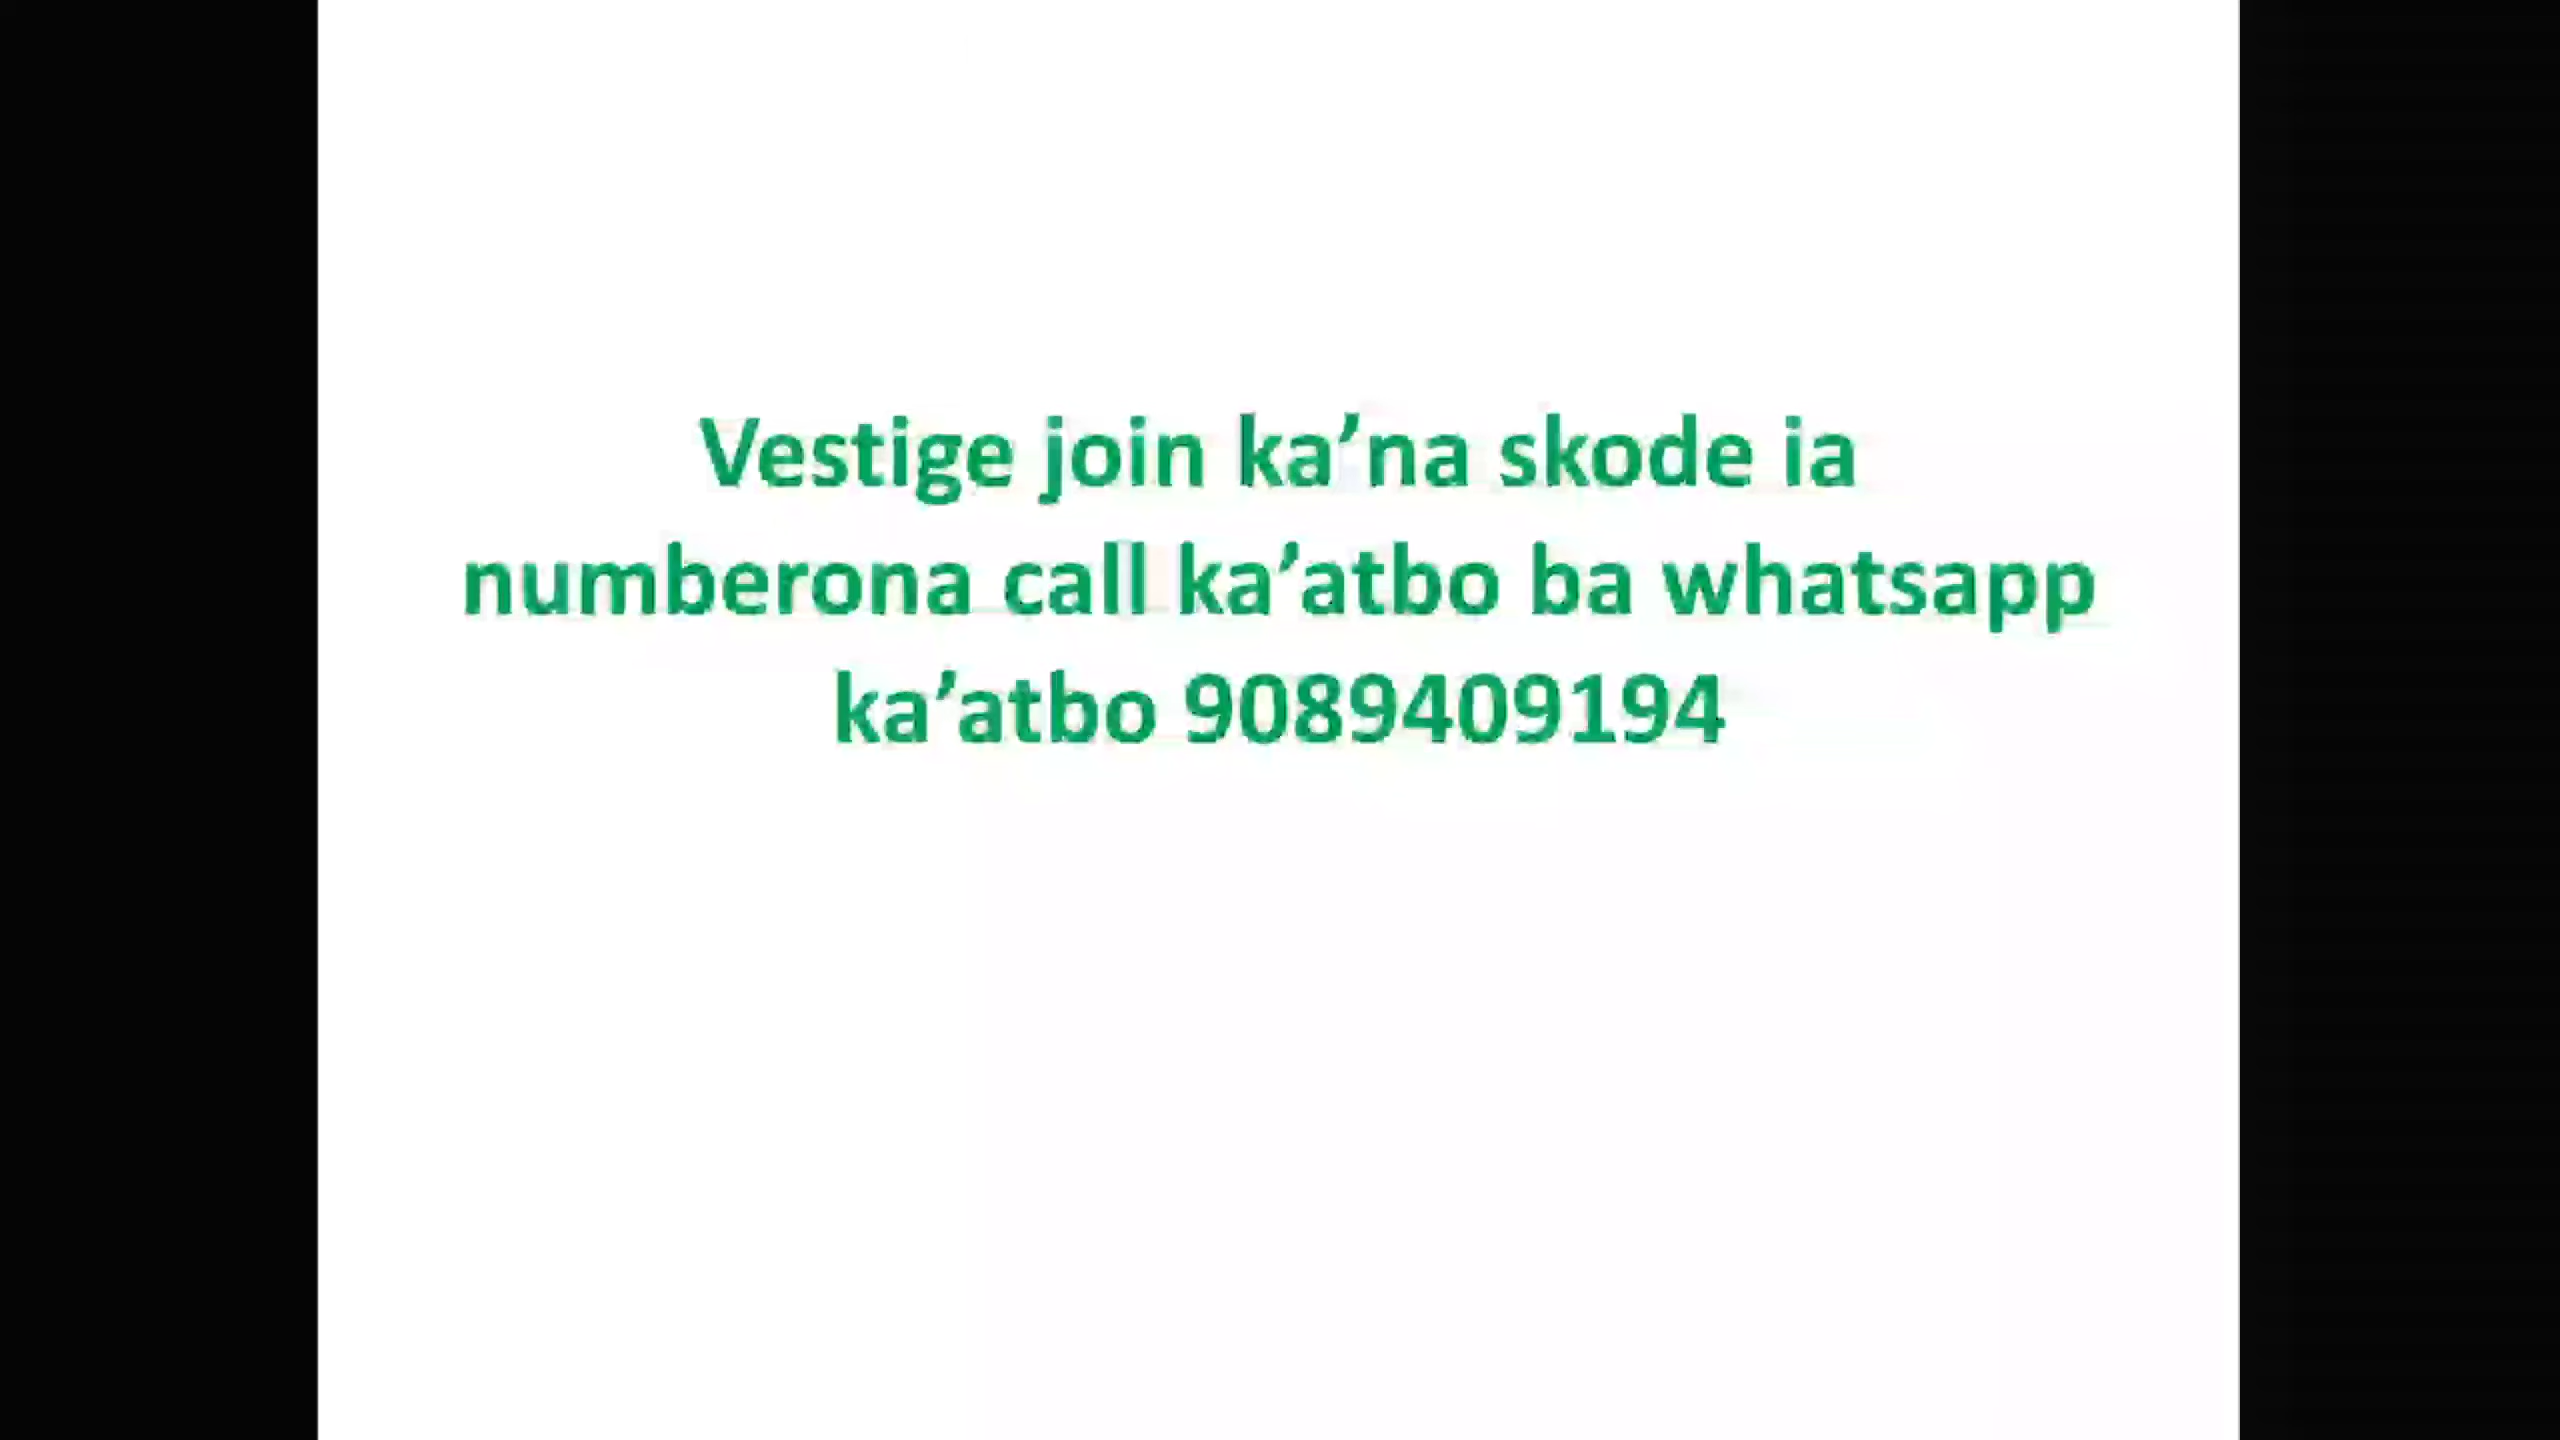 Vestige join ka’na skode ia
numberona call ka’atbo ba whatsapp
ka’atbo 9089409194